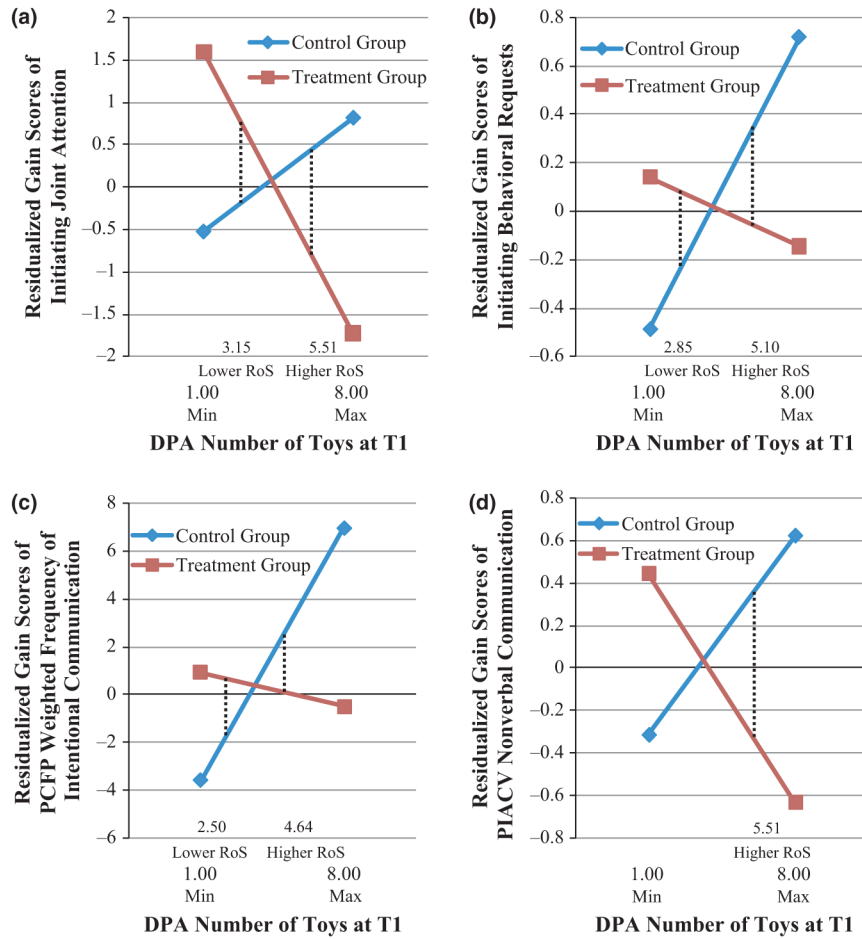 (a)
Residualized Gain Scores of
Initiating Joint Attention
2
1.5
1
0.5
0
−0.5
−1
−1.5
−2
Control Group
Treatment Group
3.15
5.51
Lower RoS
Higher RoS
1.00
8.00
Min
Max
DPA Number of Toys at T1
(b)
Residualized Gain Scores of
Initiating Behavioral Requests
0.8
0.6
0.4
0.2
0
−0.2
−0.4
−0.6
Control Group
Treatment Group
2.85
5.10
Lower RoS
Higher RoS
1.00
8.00
Min
Max
DPA Number of Toys at T1
(c)
Residualized Gain Scores of
PCFP Weighted Frequency of
Intentional Communication
8
6
4
2
0
−2
−4
−6
Control Group
Treatment Group
2.50
4.64
Lower RoS
Higher RoS
1.00
8.00
Min
Max
DPA Number of Toys at T1
(d)
Residualized Gain Scores of
PIACV Nonverbal Communication
0.8
0.6
0.4
0.2
0
−0.2
−0.4
−0.6
−0.8
Control Group
Treatment Group
5.51
Higher RoS
1.00
8.00
Min
Max
DPA Number of Toys at T1